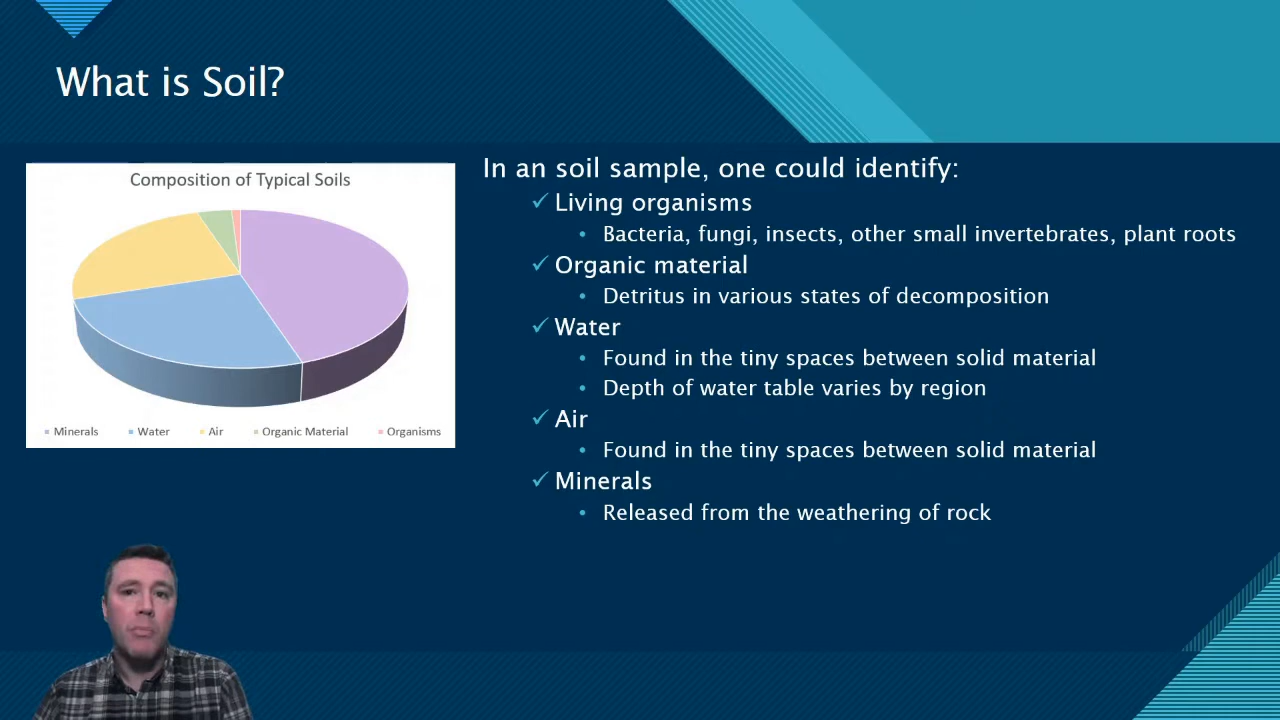 What is Soil?
Composition of Typical Soils
Minerals Water Air Organic Material Organisms
In an soil sample, one could identify:
Living organisms
Bacteria, fungi, insects, other small invertebrates, plant roots
Organic material
Detritus in various states of decomposition
Water
Found in the tiny spaces between solid material
Depth of water table varies by region
Air
Found in the tiny spaces between solid material
Minerals
Released from the weathering of rock